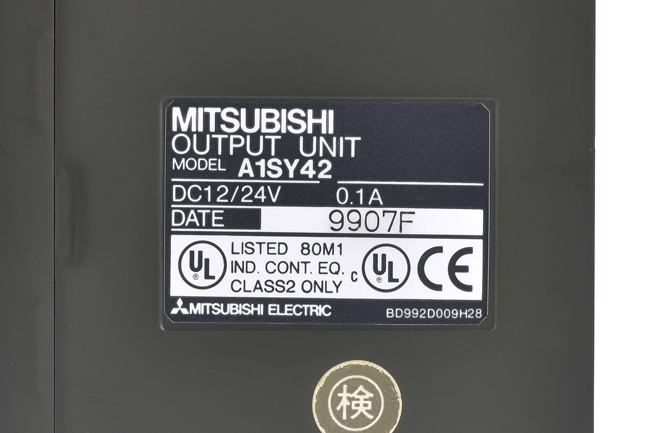 MITSUBISHI
OUTPUT UNIT
MODEL A1SY42
DC12/24V 0.1A
DATE 9907F
UL LISTED 80M1 c UL CE
IND. CONT. EQ.
CLASS2 ONLY
MITSUBISHI ELECTRIC BD992D009H28
検